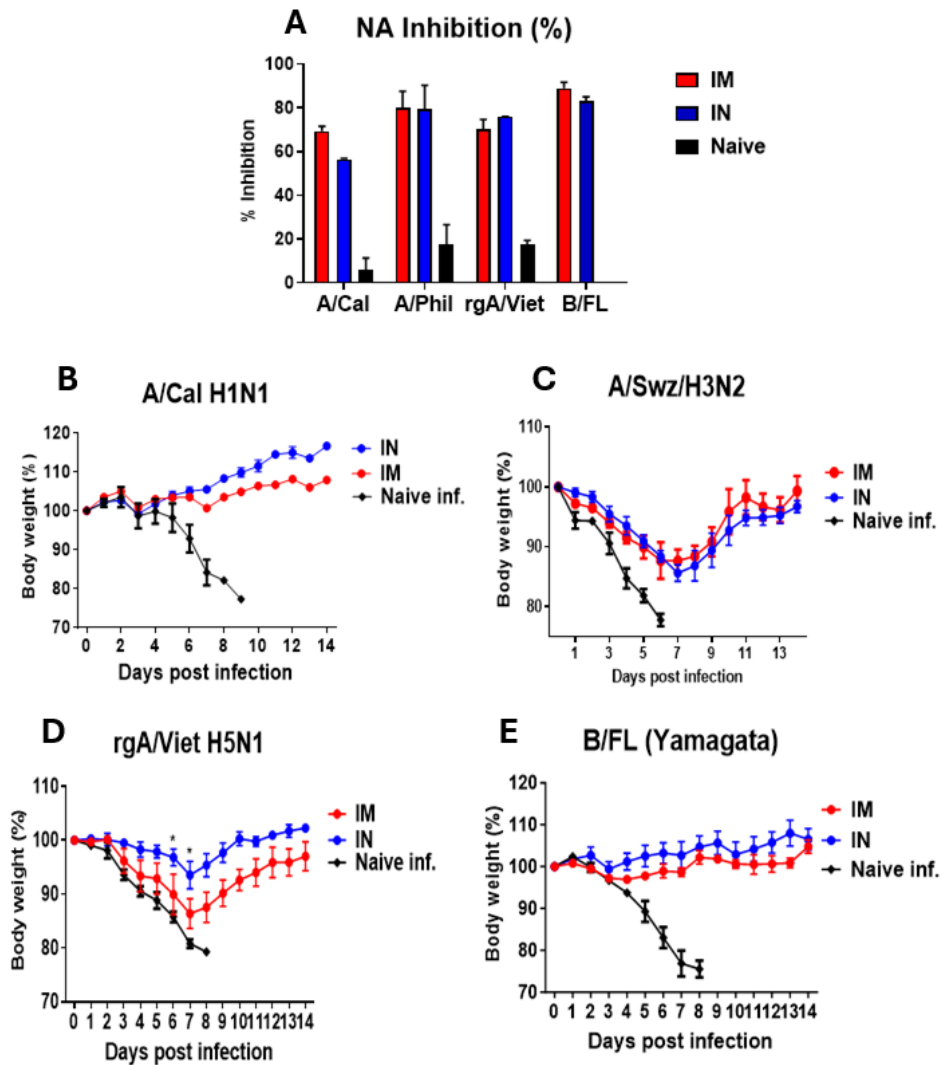 A
NA Inhibition (%)
% Inhibition
100
80
60
40
20
0
A/Cal
A/Phil
rgA/Viet
B/FL
IM
IN
Naive
B
A/Cal H1N1
Body weight (%)
120
110
100
90
80
70
0 2 4 6 8 10 12 14
Days post infection
IN
IM
Naive inf.
C
A/Swz/H3N2
Body weight (%)
110
100
90
80
1 3 5 7 9 11 13
Days post infection
IM
IN
Naive inf.
D
rgA/Viet H5N1
Body weight (%)
110
100
90
80
70
* *
0 1 2 3 4 5 6 7 8 9 10 11 12 13 14
Days post infection
IM
IN
Naive inf.
E
B/FL (Yamagata)
Body weight (%)
120
110
100
90
80
70
0 1 2 3 4 5 6 7 8 9 10 11 12 13 14
Days post infection
IM
IN
Naive inf.